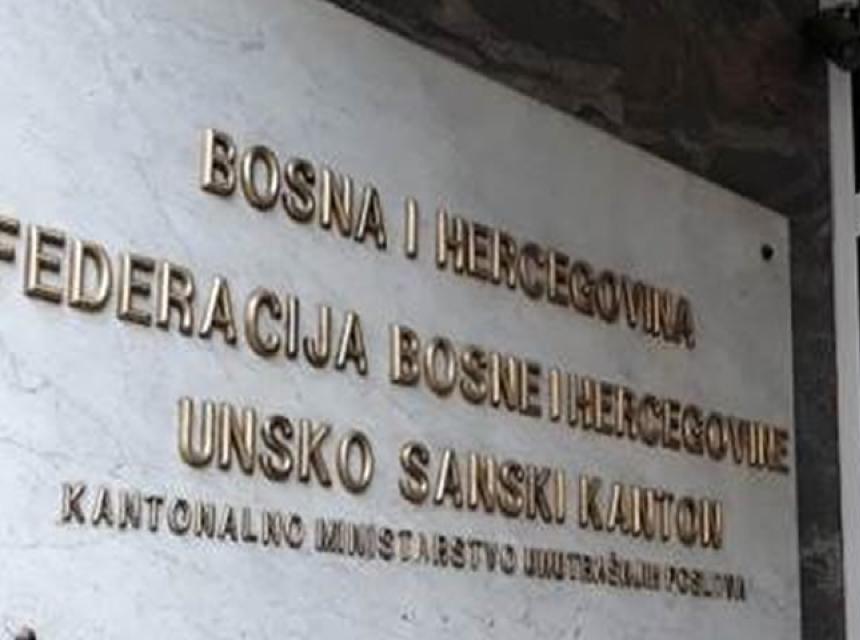 BOSNA I HERCEGOVINA
FEDERACIJA BOSNE I HERCEGOVINE
UNSKO SANSKI KANTON
KANTONALNO MINISTARSTVO UNUTRAŠNJIH POSLOVA